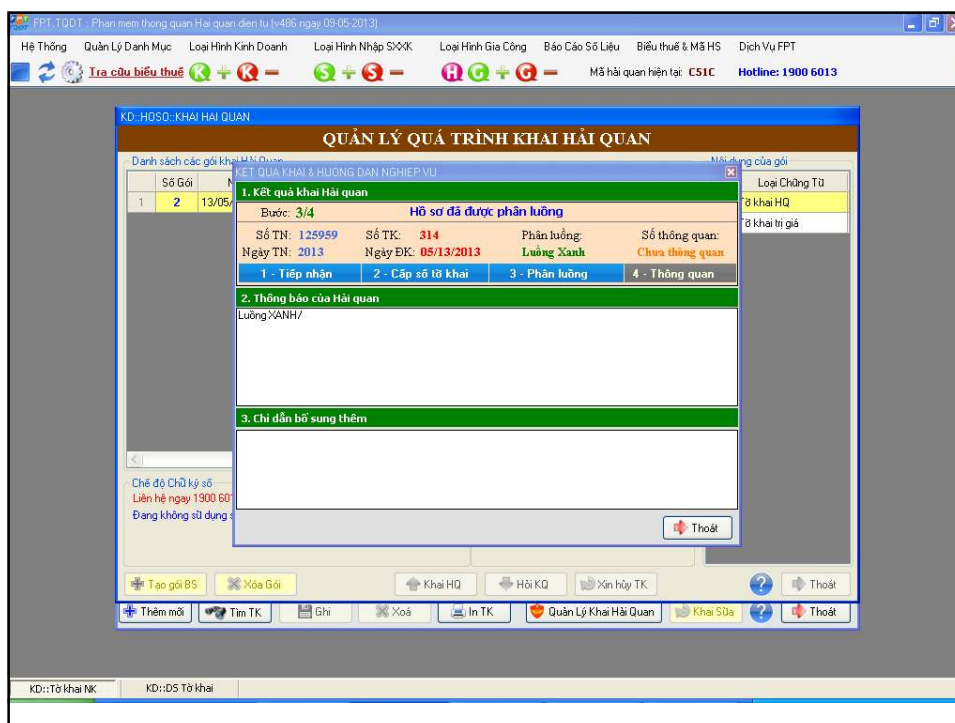 FPT.TQDT : Phan mem thong quan Hai quan dien tu (v486 ngay 09-05-2013)
Hệ Thống Quản Lý Danh Mục Loại Hình Kinh Doanh Loại Hình Nhập SXXK Loại Hình Gia Công Báo Cáo Số Liệu Biểu thuế & Mã HS Dịch Vụ FPT
Tra cứu biểu thuế K + K - S + S - H G + G - Mã hải quan hiện tại: C51C Hotline: 1900 6013
KD::HOSO::KHAI HAI QUAN
QUẢN LÝ QUÁ TRÌNH KHAI HẢI QUAN
Danh sách các gói khai Hải Quan
Nội dung của gói
Số Gói
Loại Chứng Từ
1 2 13/05/
Tờ khai HQ
Tờ khai trị giá
KET QUA KHAI & HUONG DAN NGHIEP VU
1. Kết quả khai Hải quan
Bước: 3/4 Hồ sơ đã được phân luồng
Số TN: 125959 Số TK: 314 Phân luồng: Số thông quan:
Ngày TN: 2013 Ngày ĐK: 05/13/2013 Luồng Xanh Chưa thông quan
1 - Tiếp nhận 2 - Cấp số tờ khai 3 - Phân luồng 4 - Thông quan
2. Thông báo của Hải quan
Luồng XANH/
3. Chỉ dẫn bổ sung thêm
Thoát
Chế độ Chữ ký số
Liên hệ ngay 1900 601
Đang không sử dụng
Tạo gói BS Xóa Gói Khai HQ Hỏi KQ Xin hủy TK ? Thoát
Thêm mới Tìm TK Ghi Xoá In TK Quản Lý Khai Hải Quan Khai Sửa ? Thoát
KD::Tờ khai NK KD::DS Tờ khai